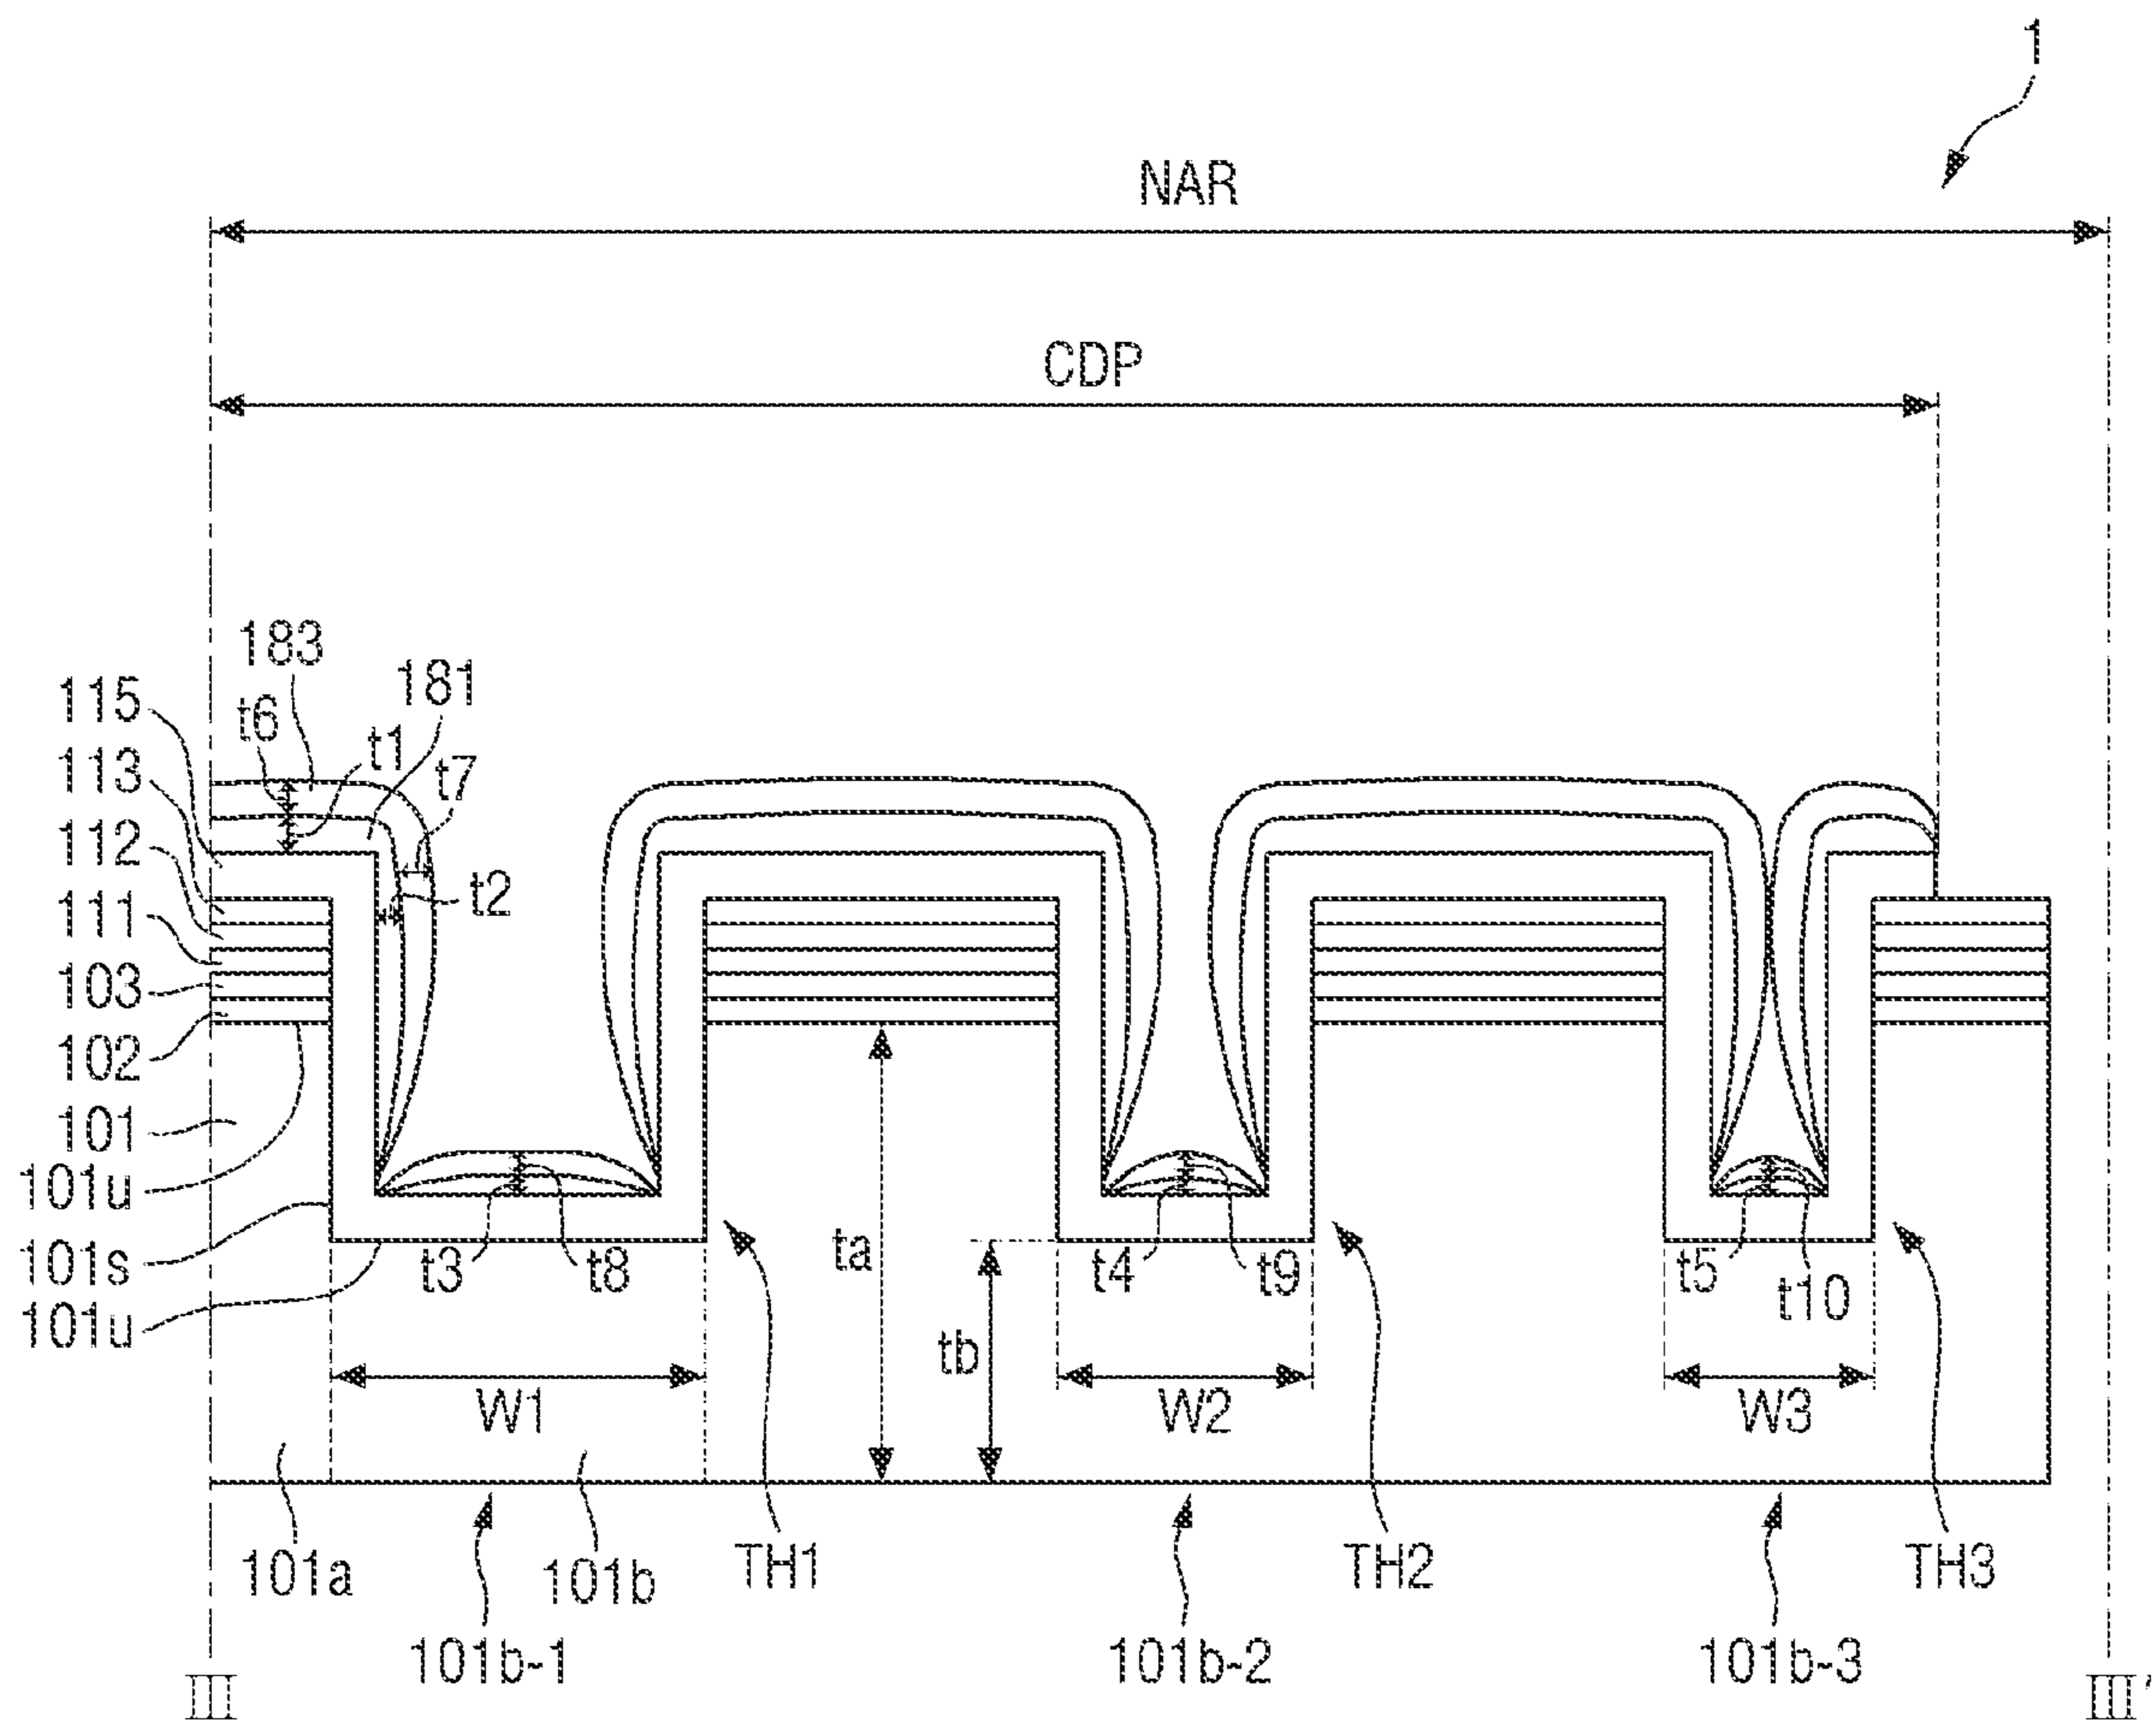 1
NAR
CDP
183
181
115
t6
t1
113
t7
112
t2
111
103
102
101
101u
101s
101u
t3
t8
ta
t4
t9
t5
t10
tb
W1
W2
W3
101a
101b
TH1
TH2
TH3
101b-1
101b-2
101b-3
III
III'